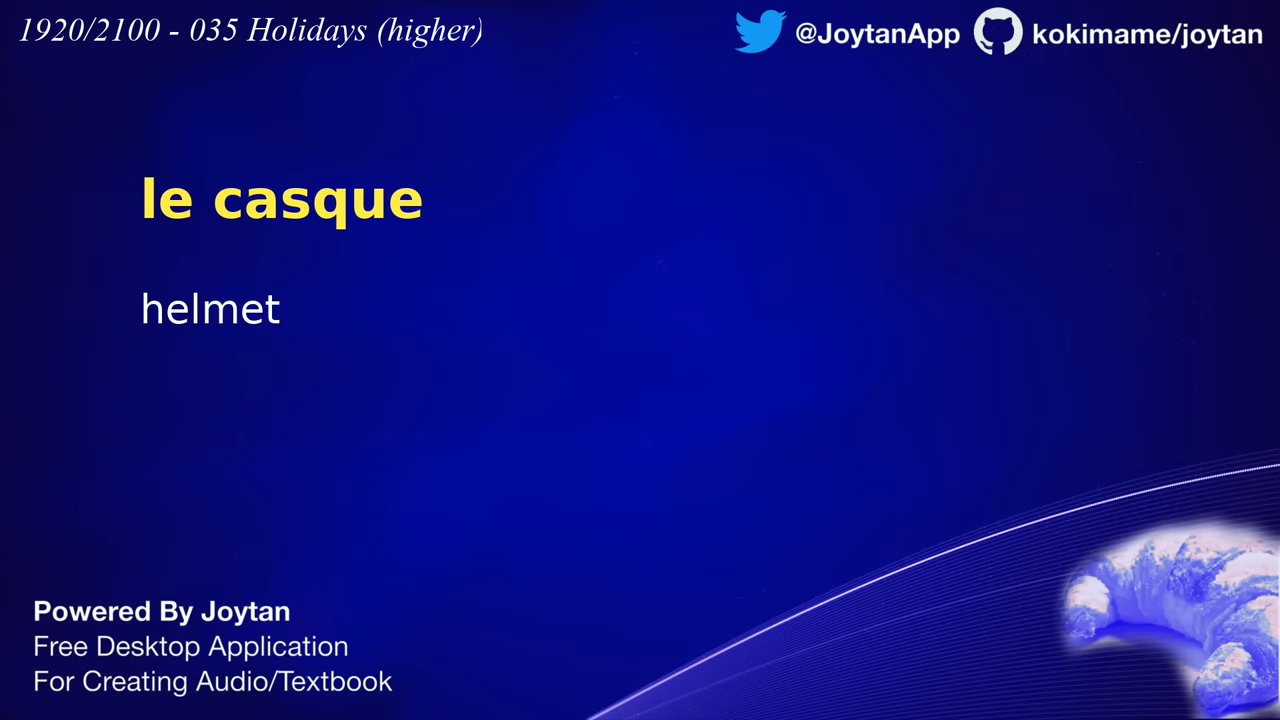 1920/2100 - 035 Holidays (higher)
@JoytanApp
kokimame/joytan
le casque
helmet
Powered By Joytan
Free Desktop Application
For Creating Audio/Textbook